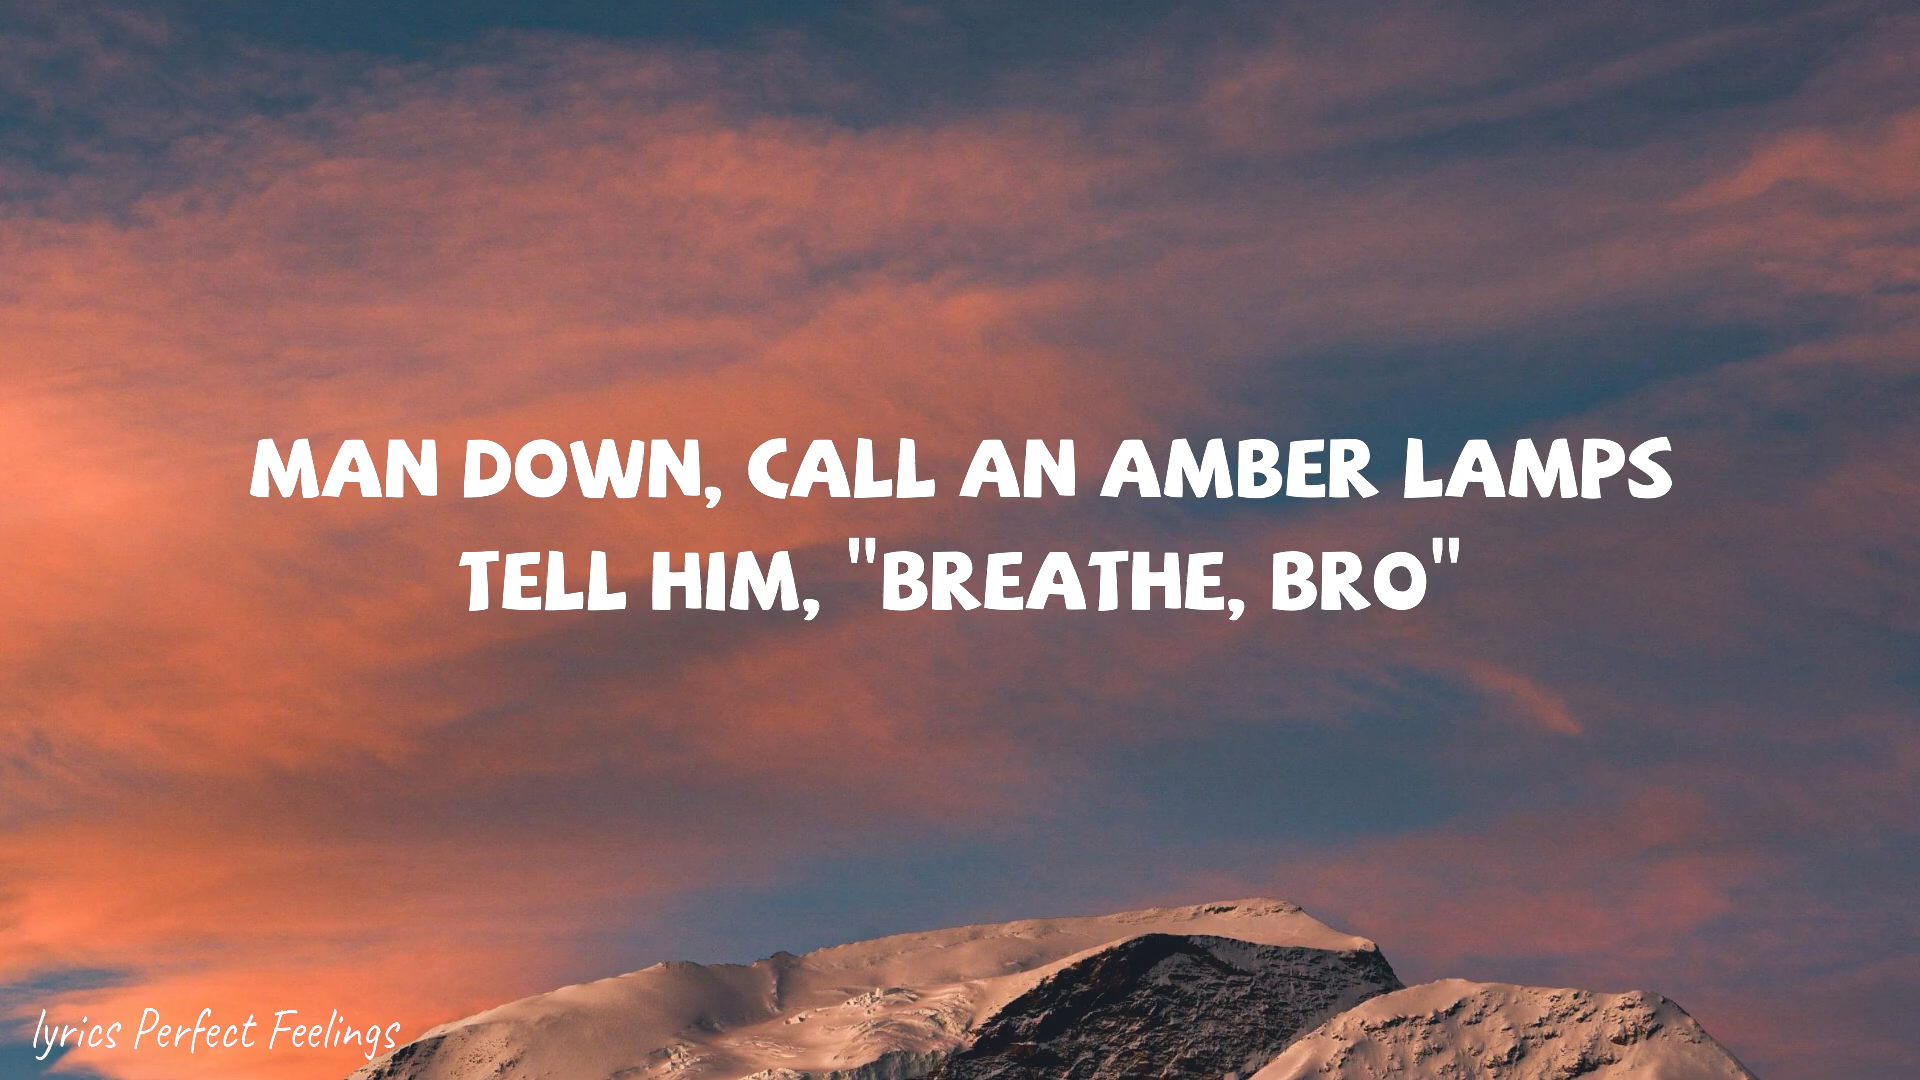 MAN DOWN, CALL AN AMBER LAMPS
TELL HIM, "BREATHE, BRO"
lyrics Perfect Feelings